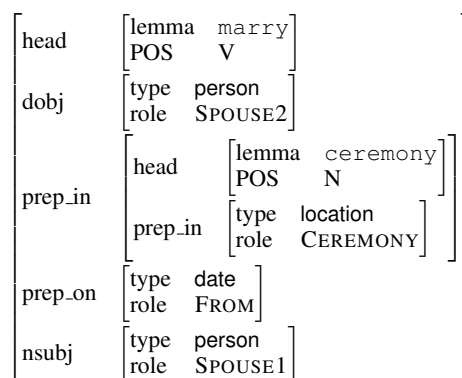 head lemma marry
POS V
dobj type person
role SPOUSE2
prep_in head lemma ceremony
POS N
prep_in type location
role CEREMONY
prep_on type date
role FROM
nsubj type person
role SPOUSE1